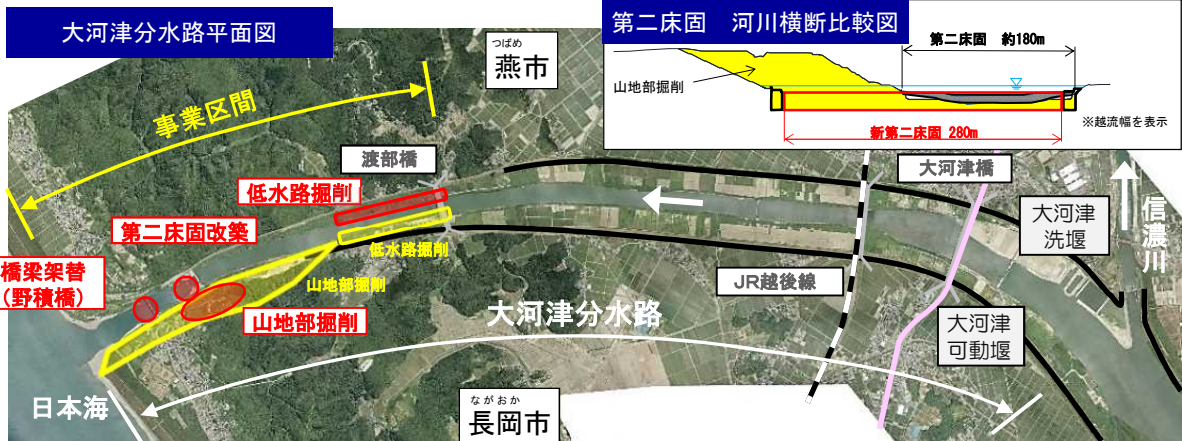 大河津分水路平面図
第二床固　河川横断比較図
第二床固　約180m
山地部掘削
新第二床固 280m
※越流幅を表示
つばめ
燕市
事業区間
渡部橋
低水路掘削
第二床固改築
低水路掘削
橋梁架替
（野積橋）
山地部掘削
山地部掘削
大河津分水路
JR越後線
大河津橋
大河津
洗堰
信濃川
大河津
可動堰
日本海
ながおか
長岡市